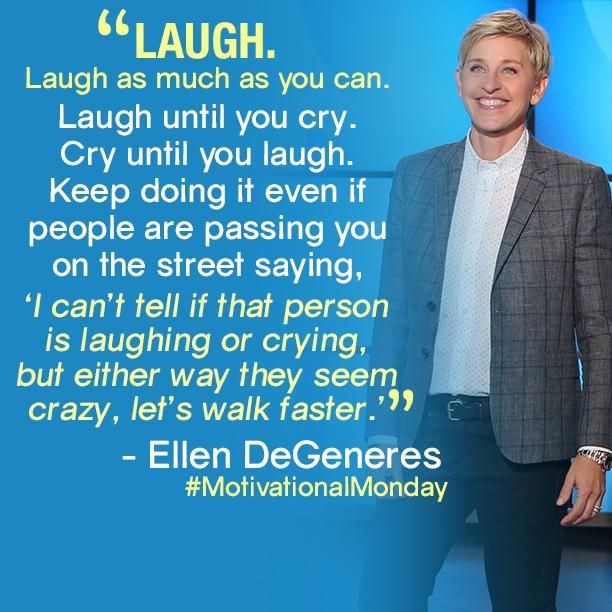 “LAUGH.
Laugh as much as you can.
Laugh until you cry.
Cry until you laugh.
Keep doing it even if
people are passing you
on the street saying,
‘I can’t tell if that person
is laughing or crying,
but either way they seem
crazy, let’s walk faster.’”
- Ellen DeGeneres
#MotivationalMonday